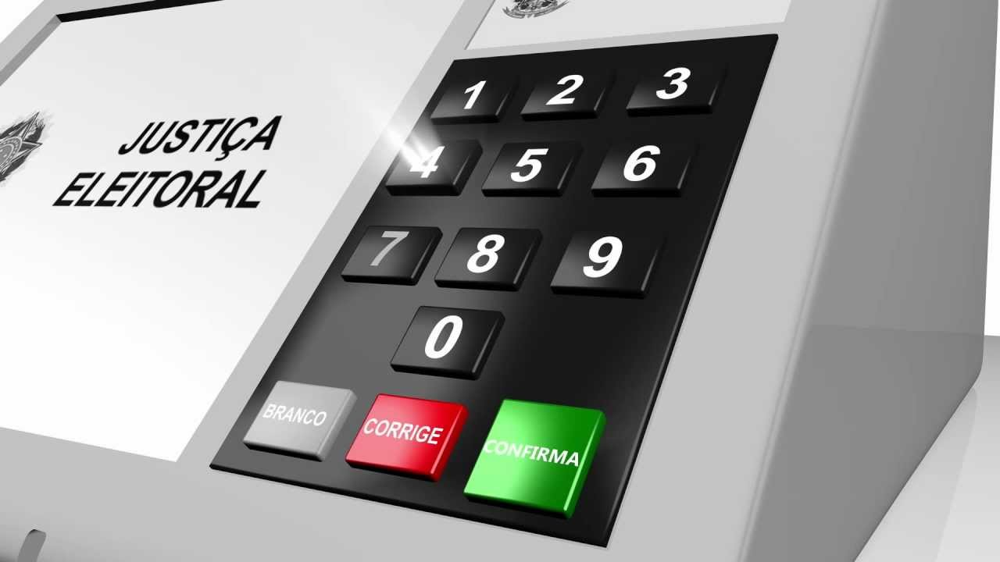 JUSTIÇA
ELEITORAL
1 2 3
4 5 6
7 8 9
0
BRANCO CORRIGE CONFIRMA